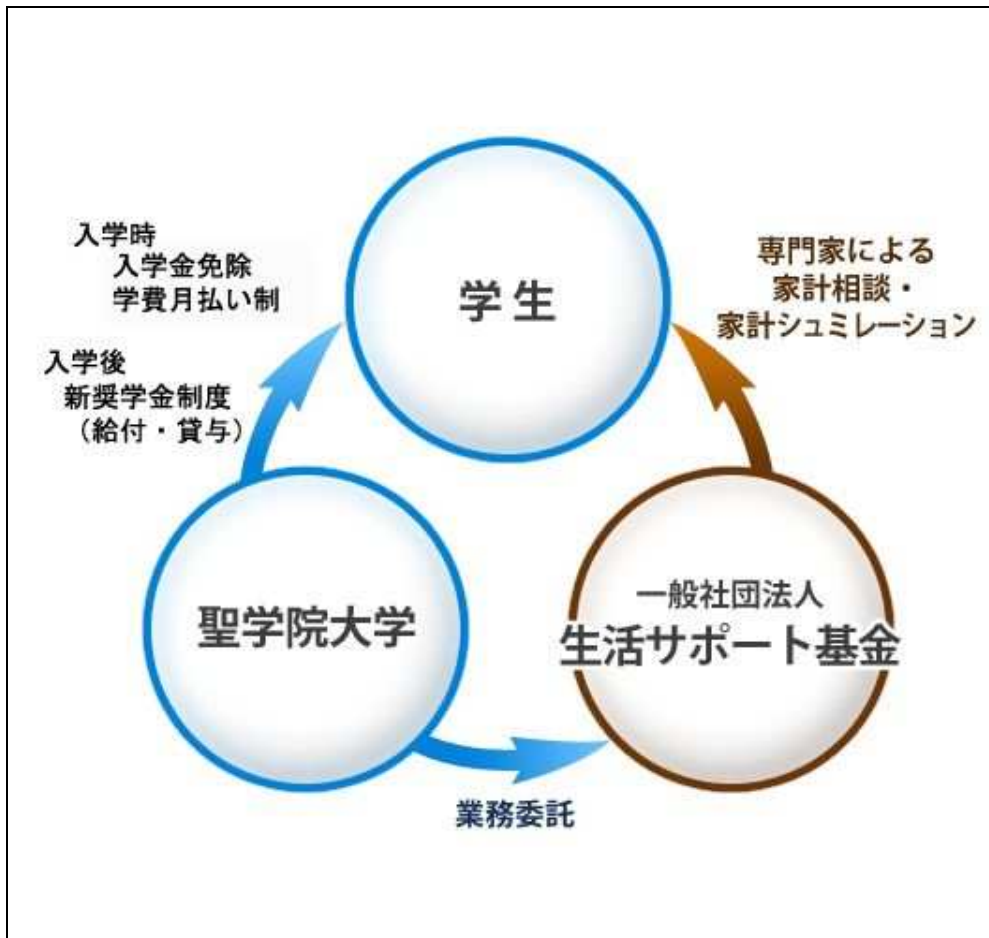 学生
入学時
入学金免除
学費月払い制
入学後
新奨学金制度
（給付・貸与）
専門家による
家計相談・
家計シュミレーション
聖学院大学
一般社団法人
生活サポート基金
業務委託